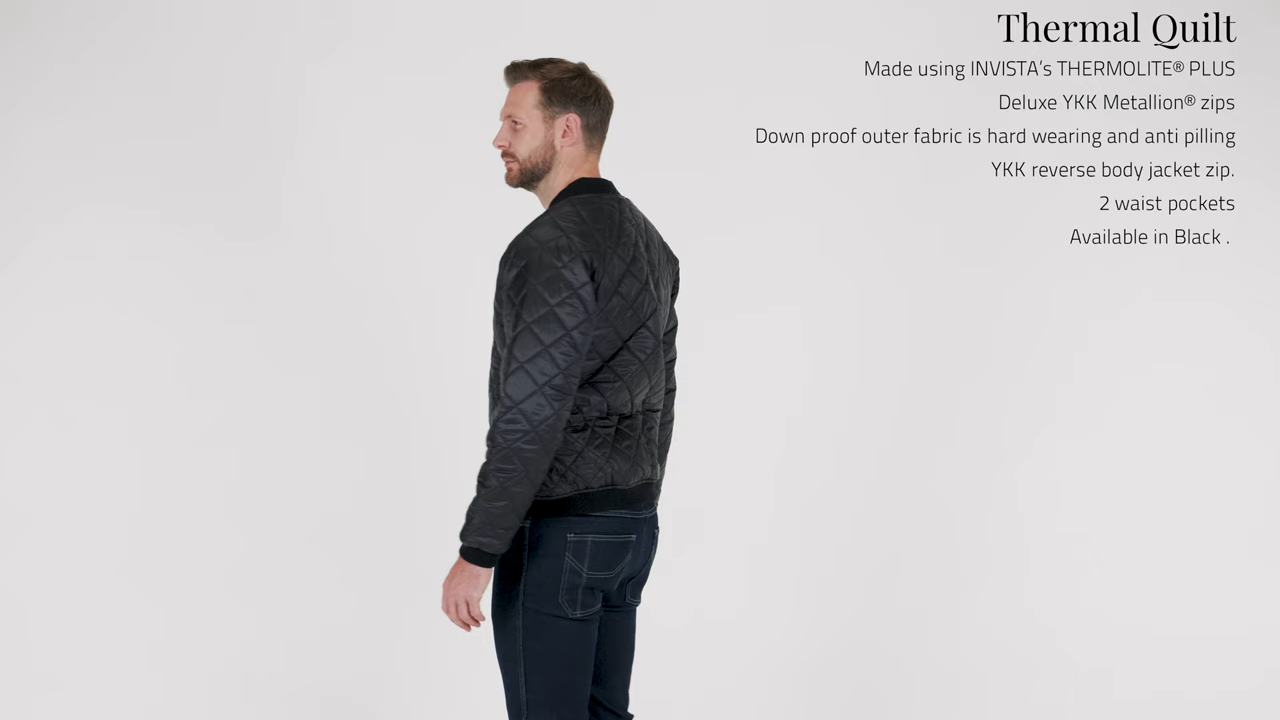 Thermal Quilt
Made using INVISTA's THERMOLITE® PLUS
Deluxe YKK Metallion® zips
Down proof outer fabric is hard wearing and anti pilling
YKK reverse body jacket zip.
2 waist pockets
Available in Black .